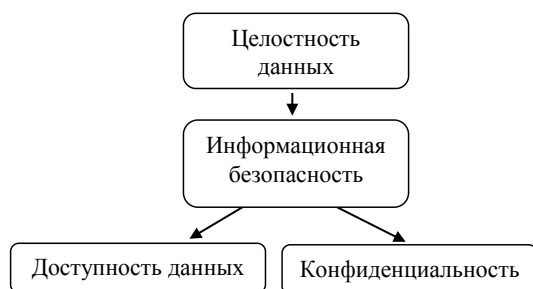 Целостность
данных
Информационная
безопасность
Доступность данных
Конфиденциальность